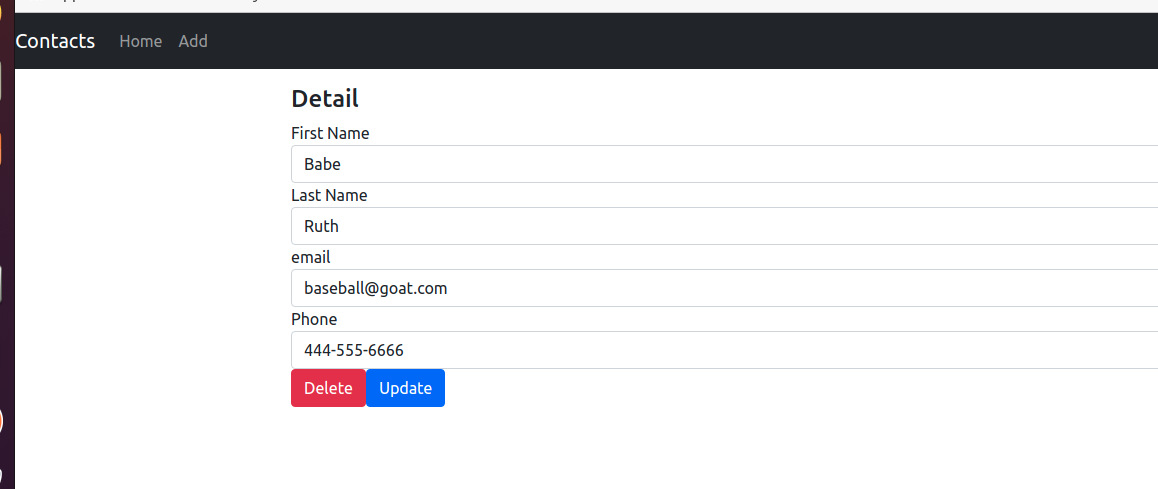 Contacts Home Add
Detail
First Name
Babe
Last Name
Ruth
email
baseball@goat.com
Phone
444-555-6666
Delete Update